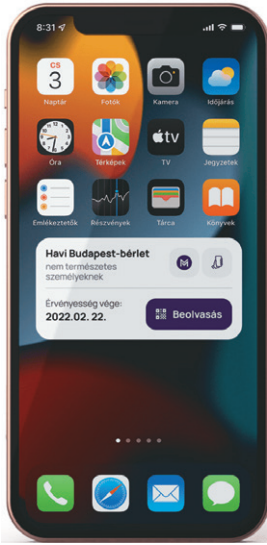 8:31
CS
3
Naptár
Fotók
Kamera
Időjárás
Óra
Térképek
tv
TV
Jegyzetek
Emlékeztetők
Részvények
Tárca
Könyvek
Havi Budapest-bérlet
nem természetes
személyeknek
Érvényesség vége:
2022.02. 22.
Beolvasás